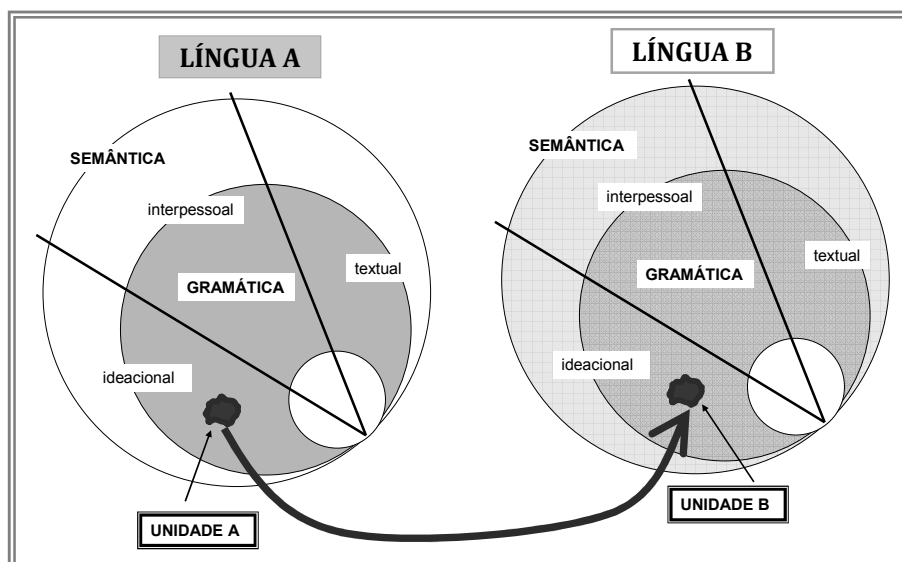 LÍNGUA A
SEMÂNTICA
interpessoal
textual
GRAMÁTICA
ideacional
UNIDADE A
LÍNGUA B
SEMÂNTICA
interpessoal
textual
GRAMÁTICA
ideacional
UNIDADE B